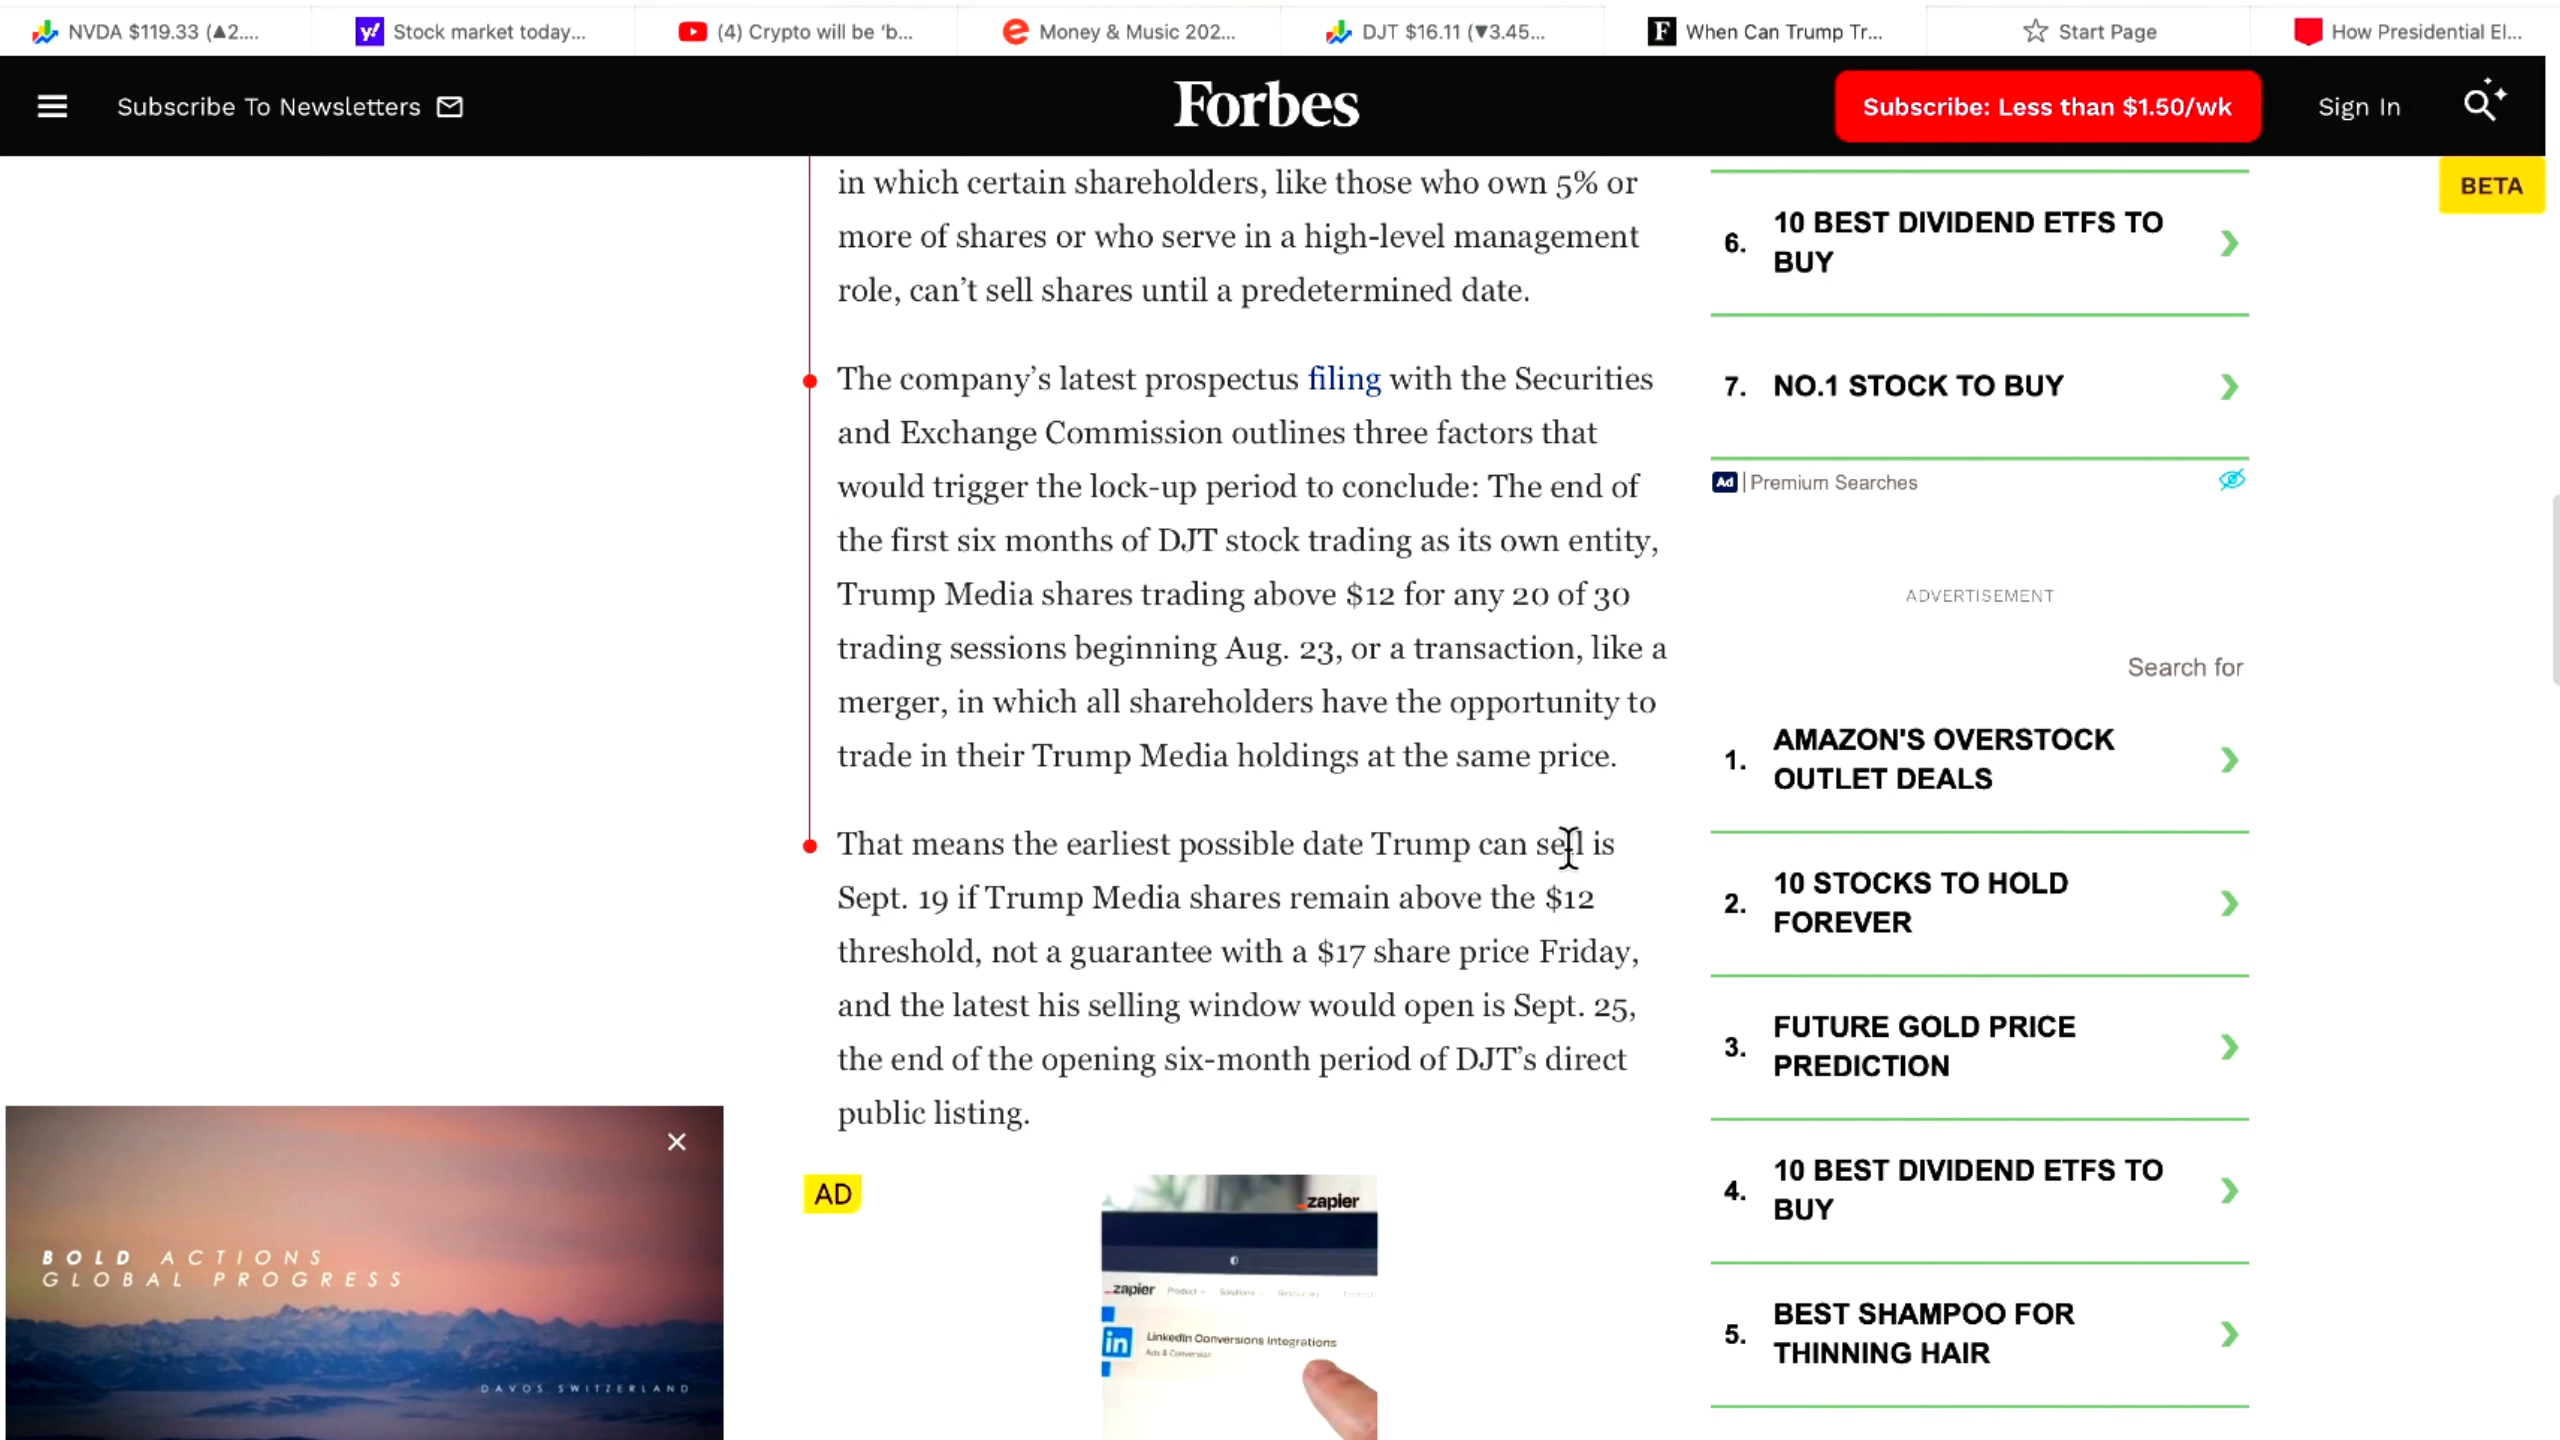 NVDA $119.33 (▲2....
Stock market today...
(4) Crypto will be 'b...
Money & Music 202...
DJT $16.11 (▼3.45...
When Can Trump Tr...
Start Page
How Presidential El...
Subscribe To Newsletters
Forbes
Subscribe: Less than $1.50/wk
Sign In
BETA
in which certain shareholders, like those who own 5% or
more of shares or who serve in a high-level management
role, can't sell shares until a predetermined date.
The company's latest prospectus filing with the Securities
and Exchange Commission outlines three factors that
would trigger the lock-up period to conclude: The end of
the first six months of DJT stock trading as its own entity,
Trump Media shares trading above $12 for any 20 of 30
trading sessions beginning Aug. 23, or a transaction, like a
merger, in which all shareholders have the opportunity to
trade in their Trump Media holdings at the same price.
That means the earliest possible date Trump can sell is
Sept. 19 if Trump Media shares remain above the $12
threshold, not a guarantee with a $17 share price Friday,
and the latest his selling window would open is Sept. 25,
the end of the opening six-month period of DJT's direct
public listing.
6. 10 BEST DIVIDEND ETFS TO
BUY
7. NO.1 STOCK TO BUY
Ad | Premium Searches
ADVERTISEMENT
Search for
1. AMAZON'S OVERSTOCK
OUTLET DEALS
2. 10 STOCKS TO HOLD
FOREVER
3. FUTURE GOLD PRICE
PREDICTION
4. 10 BEST DIVIDEND ETFS TO
BUY
5. BEST SHAMPOO FOR
THINNING HAIR
BOLD ACTIONS
GLOBAL PROGRESS
DAVOS SWITZERLAND
AD
zapier
zapier Product Solutions Resources
in LinkedIn Conversions Integrations
Ads & Conversion